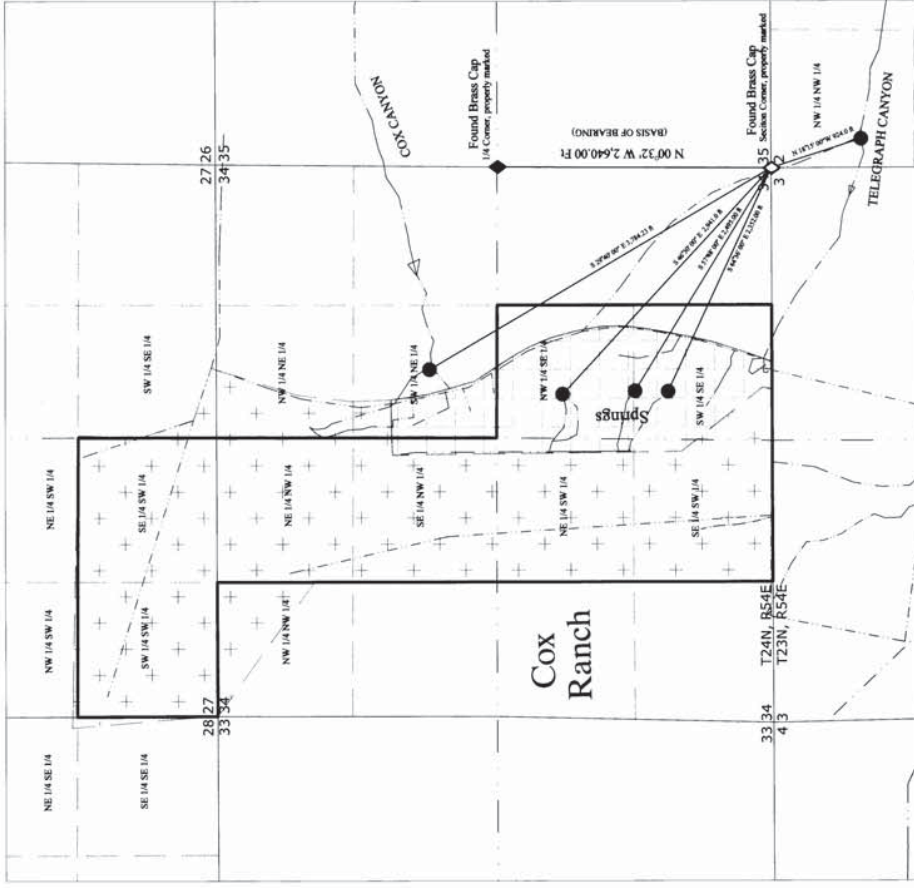 NE 1/4 SE 1/4
NW 1/4 SW 1/4
NE 1/4 SW 1/4
SE 1/4 SE 1/4
SW 1/4 SW 1/4
SE 1/4 SW 1/4
SW 1/4 SE 1/4
28 27
33 34
27 26
34 35
NW 1/4 NW 1/4
NE 1/4 NW 1/4
NW 1/4 NE 1/4
COX CANYON
SE 1/4 NW 1/4
SW 1/4 NE 1/4
Found Brass Cap
1/4 Corner, properly marked
N 00°32' W 2,640.00 Ft
(BASIS OF BEARING)
Cox
Ranch
NE 1/4 SW 1/4
NW 1/4 SE 1/4
Springs
SE 1/4 SW 1/4
SW 1/4 SE 1/4
Found Brass Cap
Section Corner, properly marked
33 34
4 3
T24N, R54E
T23N, R54E
35
3 2
NW 1/4 NW 1/4
TELEGRAPH CANYON